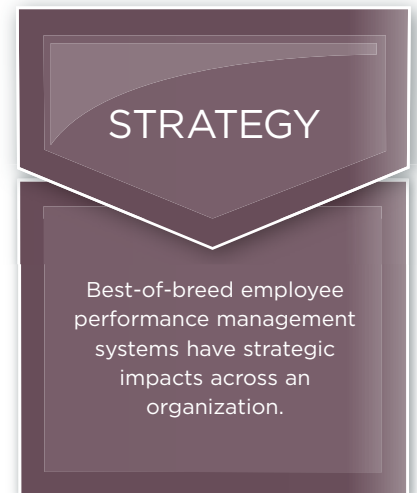 STRATEGY
Best-of-breed employee
performance management
systems have strategic
impacts across an
organization.